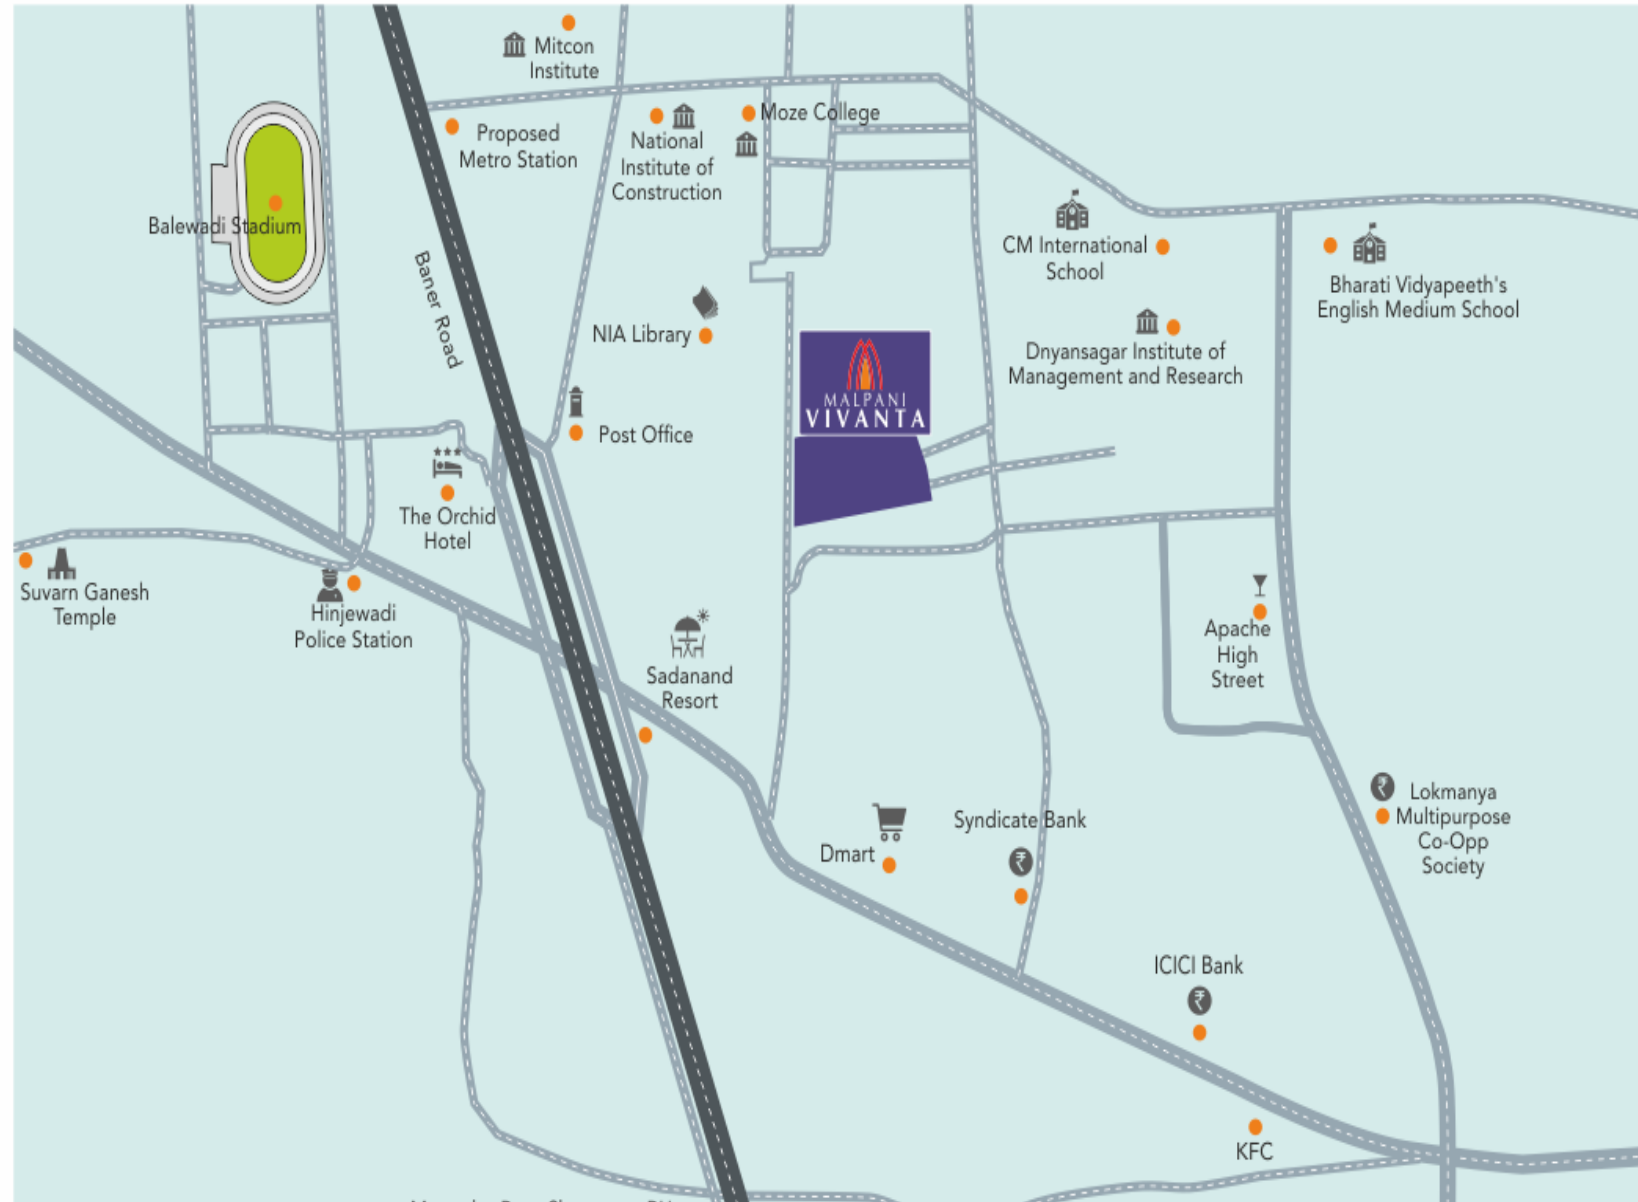 Mitcon
Institute
Proposed
Metro Station
National
Institute of
Construction
Moze College
Balewadi Stadium
Baner Road
CM International
School
Bharati Vidyapeeth's
English Medium School
NIA Library
Dnyansagar Institute of
Management and Research
MALPANI
VIVANTA
Post Office
The Orchid
Hotel
Suvarn Ganesh
Temple
Hinjewadi
Police Station
Sadanand
Resort
Apache
High
Street
Dmart
Syndicate Bank
Lokmanya
Multipurpose
Co-Opp
Society
ICICI Bank
KFC